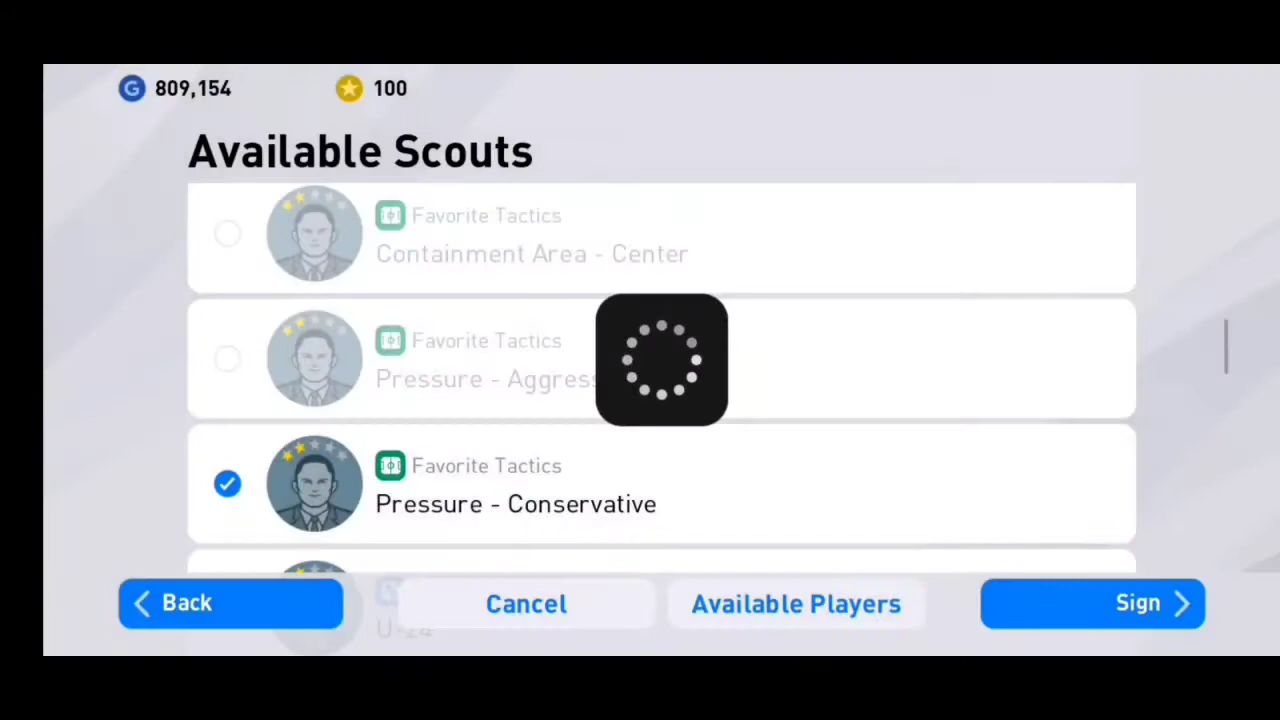 G 809,154
100
Available Scouts
Favorite Tactics
Containment Area - Center
Favorite Tactics
Pressure - Aggress
Favorite Tactics
Pressure - Conservative
U-24
Back
Cancel
Available Players
Sign